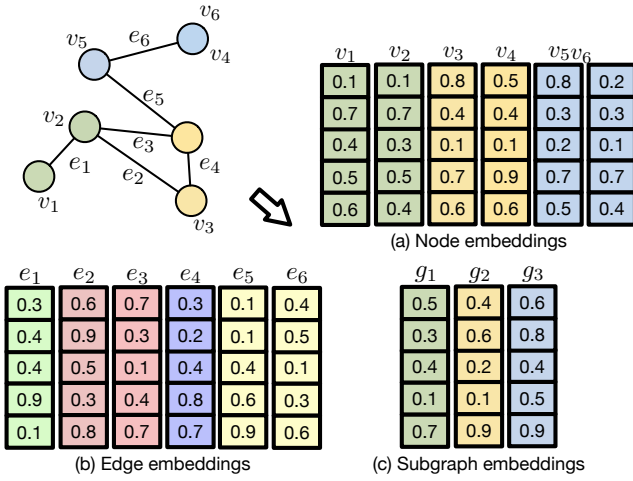 v6
v5
e6
v4
e5
v2
e3
e4
e1
e2
v1
v3
v1 v2 v3 v4 v5v6
0.1 0.1 0.8 0.5 0.8 0.2
0.7 0.7 0.4 0.4 0.3 0.3
0.4 0.3 0.1 0.1 0.2 0.1
0.5 0.5 0.7 0.9 0.7 0.7
0.6 0.4 0.6 0.6 0.5 0.4
(a) Node embeddings
e1 e2 e3 e4 e5 e6
0.3 0.6 0.7 0.3 0.1 0.4
0.4 0.9 0.3 0.2 0.1 0.5
0.4 0.5 0.1 0.4 0.4 0.1
0.9 0.3 0.4 0.8 0.6 0.3
0.1 0.8 0.7 0.7 0.9 0.6
(b) Edge embeddings
g1 g2 g3
0.5 0.4 0.6
0.3 0.6 0.8
0.4 0.2 0.4
0.1 0.1 0.5
0.7 0.9 0.9
(c) Subgraph embeddings